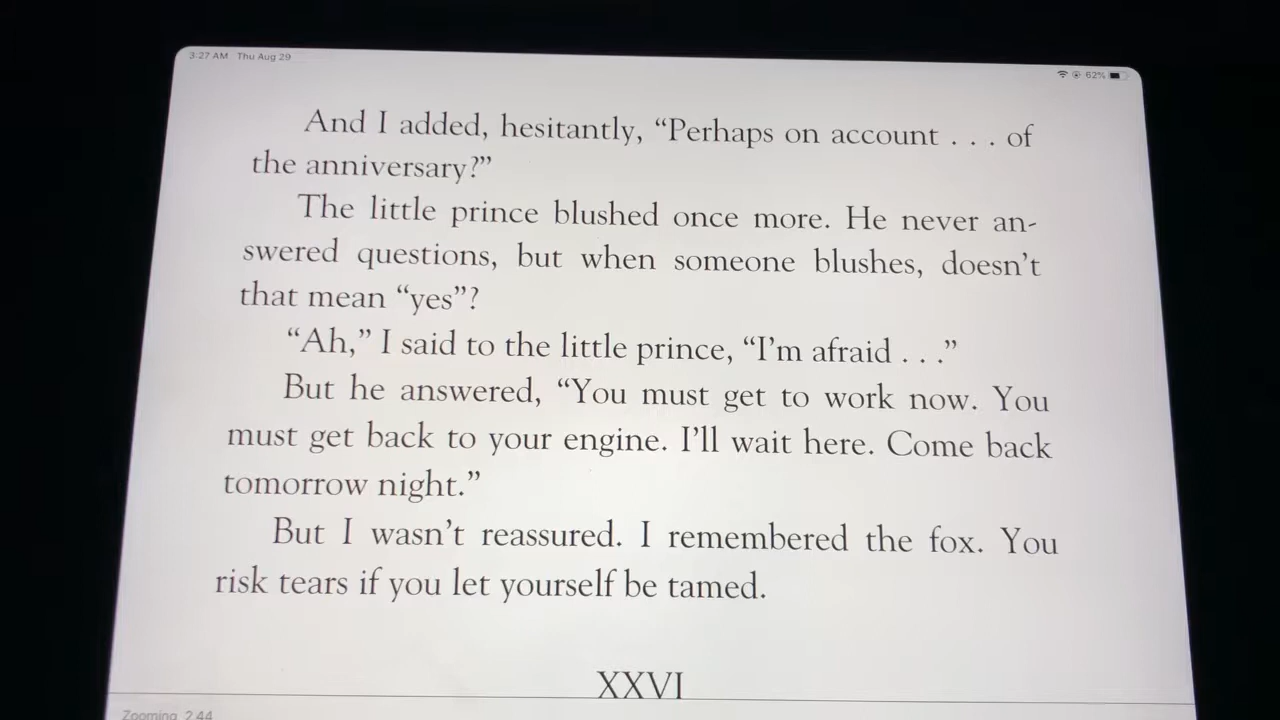 3:27 AM Thu Aug 29
62%
And I added, hesitantly, “Perhaps on account . . . of
the anniversary?”
The little prince blushed once more. He never an-
swered questions, but when someone blushes, doesn’t
that mean “yes”?
“Ah,” I said to the little prince, “I’m afraid . . .”
But he answered, “You must get to work now. You
must get back to your engine. I’ll wait here. Come back
tomorrow night.”
But I wasn’t reassured. I remembered the fox. You
risk tears if you let yourself be tamed.
XXVI
Zooming 2.44